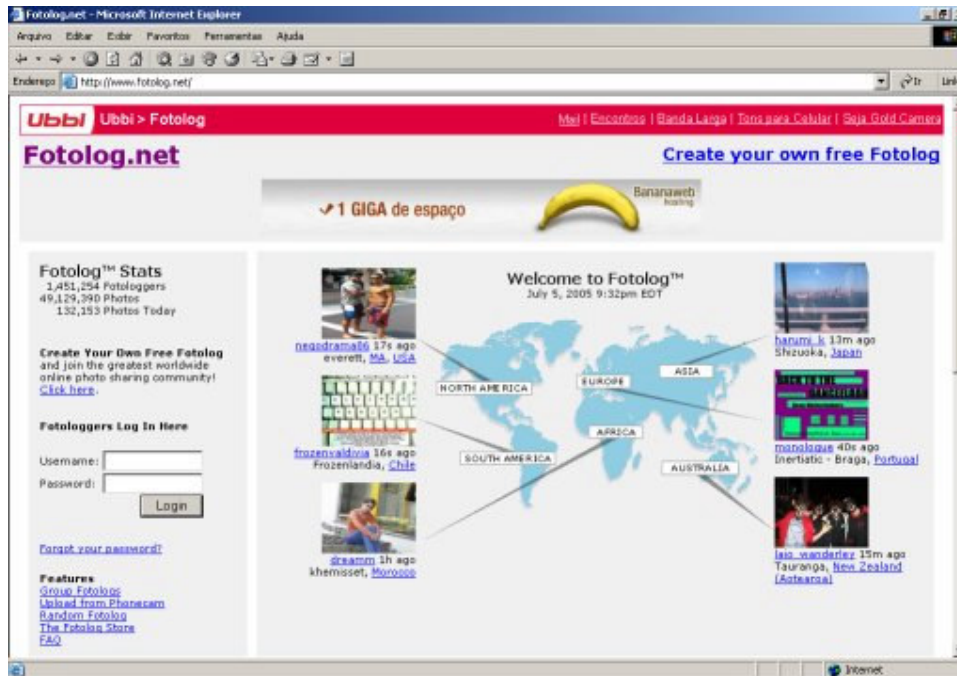 Fotolog.net - Microsoft Internet Explorer
Arquivo Editar Exibir Favoritos Ferramentas Ajuda
Endereço http://www.fotolog.net/ Ir Link
Ubbi Ubbi > Fotolog Mail | Encontros | Banda Larga | Tons para Celular | Seja Gold Camera
Fotolog.net Create your own free Fotolog
1 GIGA de espaço Bananaweb
hosting
Fotolog™ Stats
1,451,254 Fotologgers
49,129,390 Photos
132,153 Photos Today
Create Your Own Free Fotolog
and join the greatest worldwide
online photo sharing community!
Click here.
Fotologgers Log In Here
Username:
Password:
Login
Forgot your password?
Features
Group Fotologs
Upload from Phonecam
Random Fotolog
The Fotolog Store
FAQ
Welcome to Fotolog™
July 5, 2005 9:32pm EDT
negodrama86 17s ago
everett, MA, USA
frozenvaldivia 16s ago
Frozenlandia, Chile
dreamm 1h ago
khemisset, Morocco
NORTH AMERICA
EUROPE
ASIA
AFRICA
SOUTH AMERICA
AUSTRALIA
harumi_k 13m ago
Shizuoka, Japan
BACK TO THE
DANCEFLOOR
monologue 40s ago
Inertiatic - Braga, Portugal
laio_wanderley 15m ago
Tauranga, New Zealand
(Aotearoa)
Internet